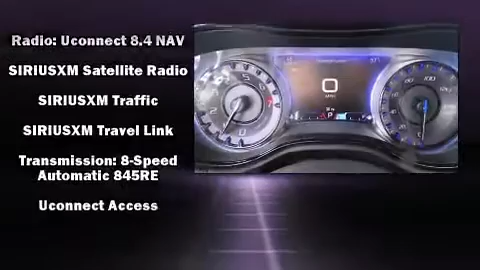 Radio: Uconnect 8.4 NAV
SIRIUSXM Satellite Radio
SIRIUSXM Traffic
SIRIUSXM Travel Link
Transmission: 8-Speed
Automatic 845RE
Uconnect Access
0
P